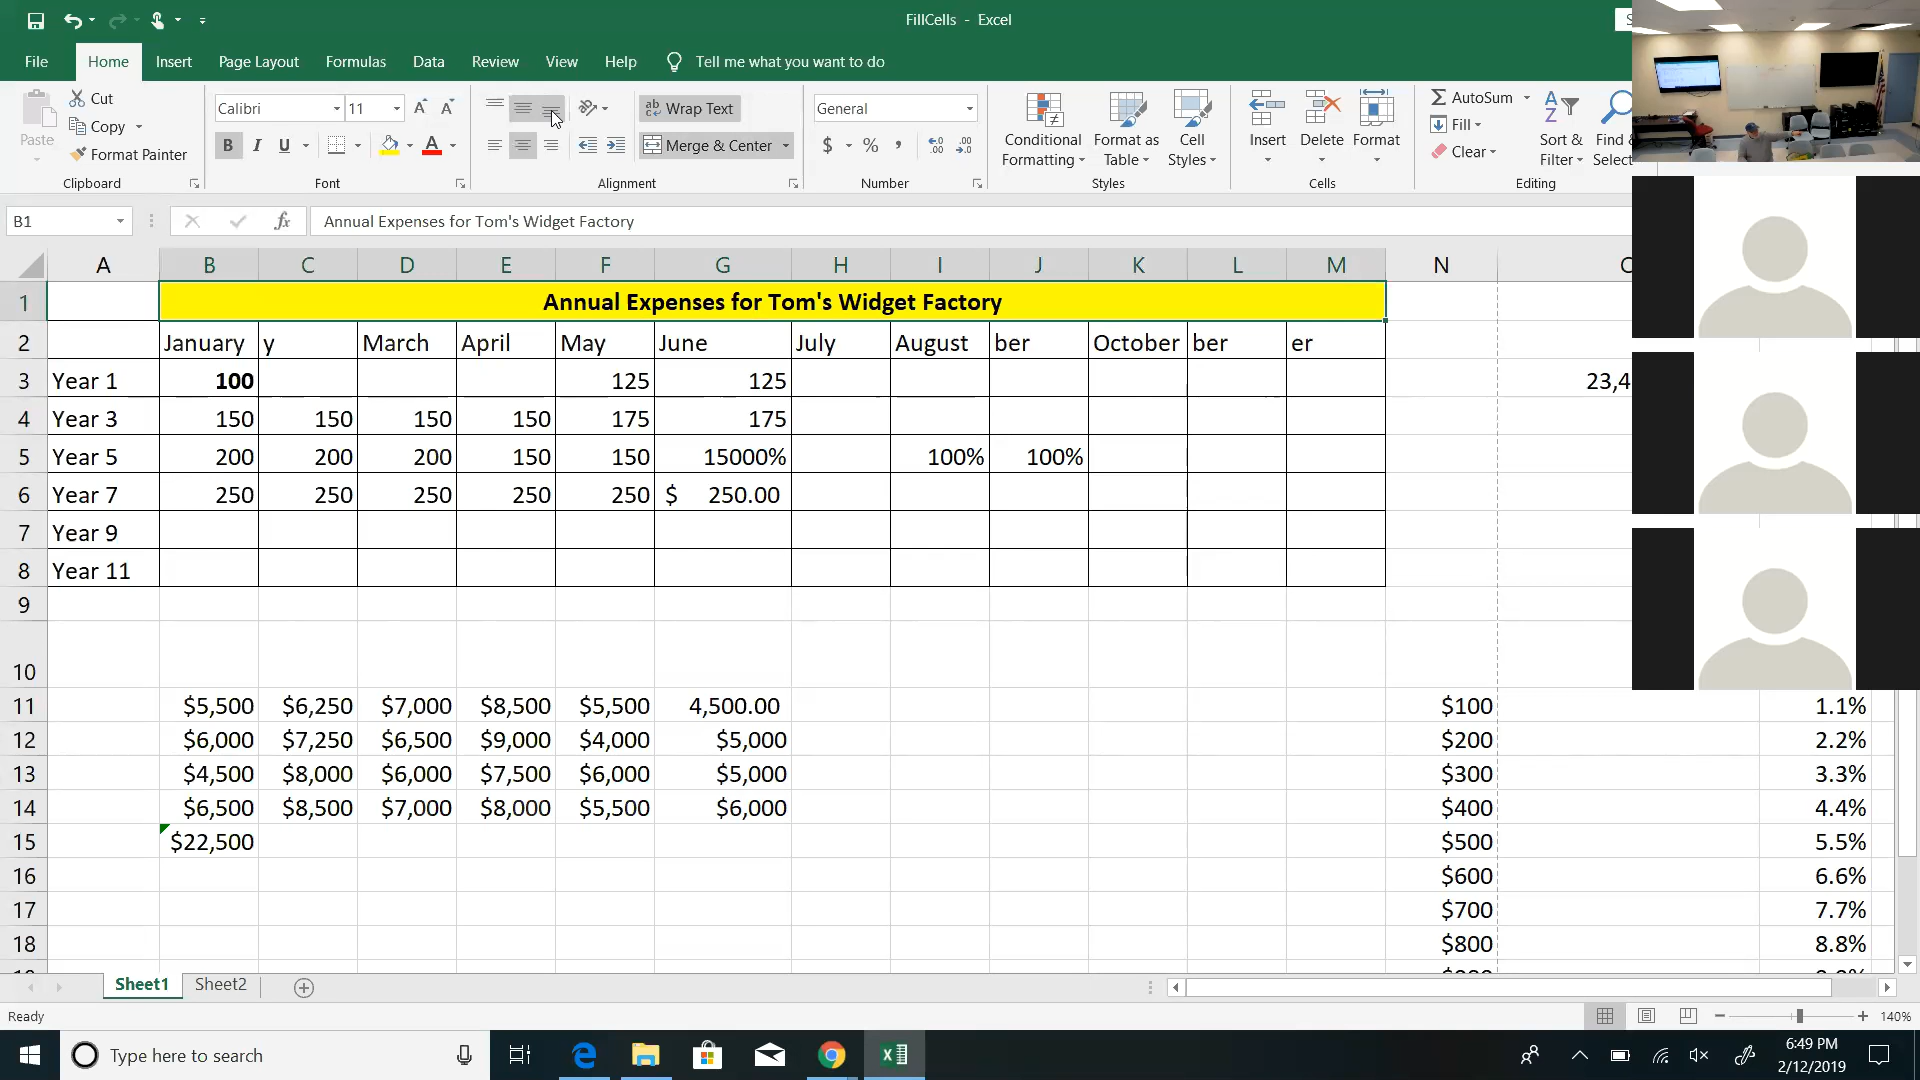 FillCells - Excel
File Home Insert Page Layout Formulas Data Review View Help Tell me what you want to do
Paste
Cut
Copy
Format Painter
Clipboard
Calibri 11
B I U A
Font
Wrap Text
Merge & Center
Alignment
General
$ % ,
Number
Conditional Formatting
Format as Table
Cell Styles
Styles
Insert Delete Format
Cells
AutoSum
Fill
Clear
Sort & Filter
Find Select
Editing
B1 fx Annual Expenses for Tom's Widget Factory
A B C D E F G H I J K L M N
1 Annual Expenses for Tom's Widget Factory
2 January y March April May June July August ber October ber er
3 Year 1 100 125 125 23,4
4 Year 3 150 150 150 150 175 175
5 Year 5 200 200 200 150 150 15000% 100% 100%
6 Year 7 250 250 250 250 250 $ 250.00
7 Year 9
8 Year 11
9
10
11 $5,500 $6,250 $7,000 $8,500 $5,500 4,500.00 $100 1.1%
12 $6,000 $7,250 $6,500 $9,000 $4,000 $5,000 $200 2.2%
13 $4,500 $8,000 $6,000 $7,500 $6,000 $5,000 $300 3.3%
14 $6,500 $8,500 $7,000 $8,000 $5,500 $6,000 $400 4.4%
15 $22,500 $500 5.5%
16 $600 6.6%
17 $700 7.7%
18 $800 8.8%
Sheet1 Sheet2
Ready 140%
Type here to search
6:49 PM
2/12/2019